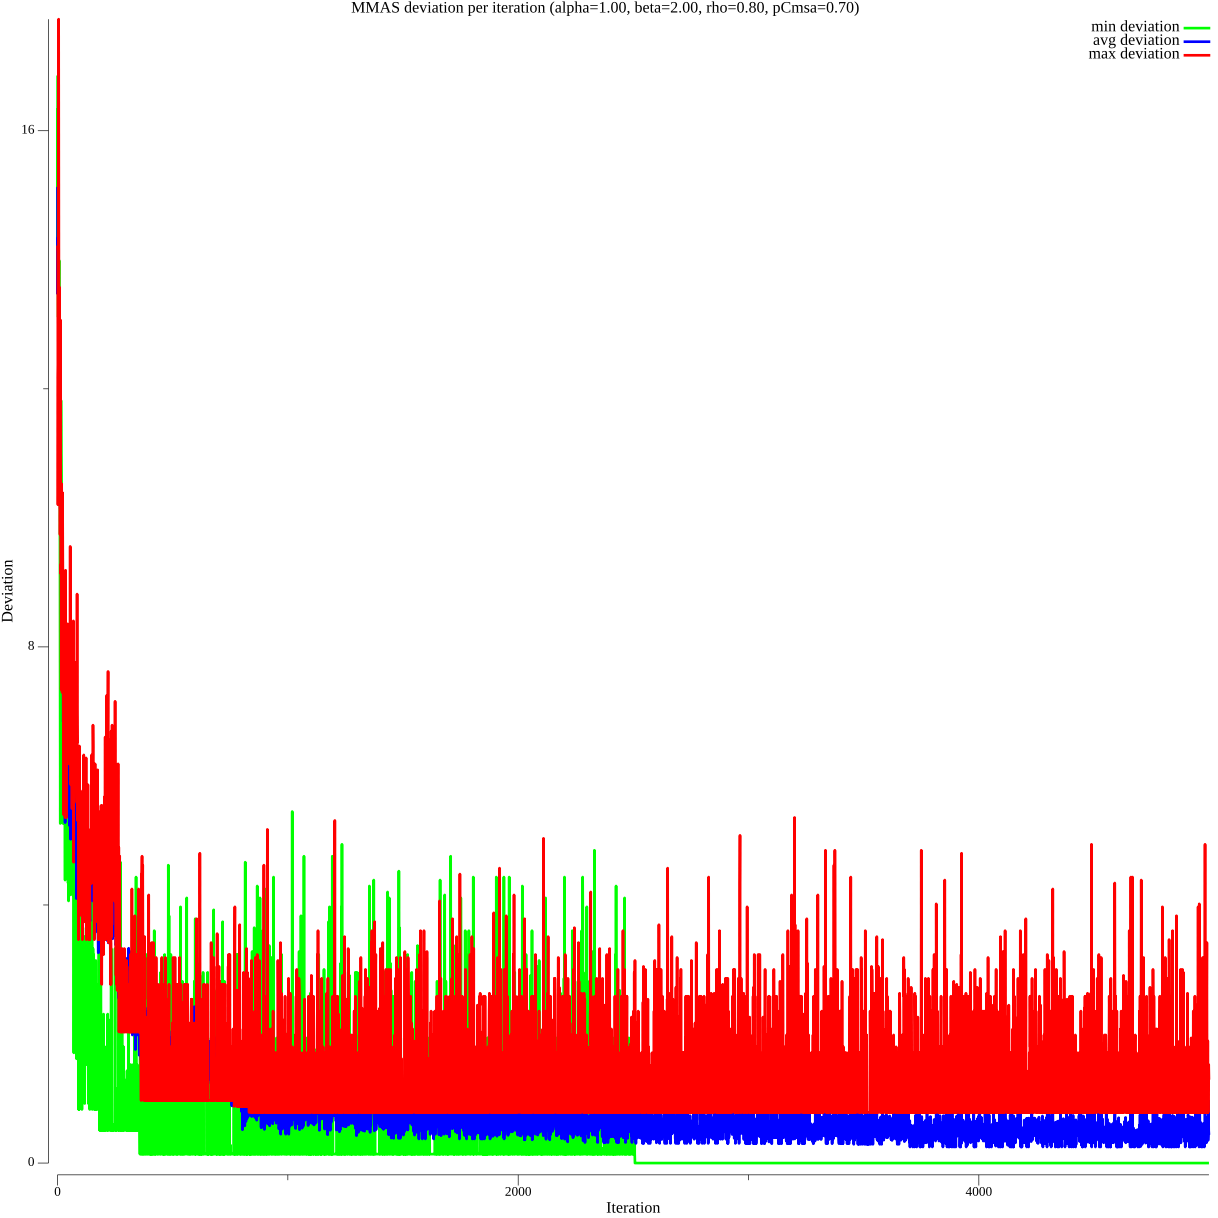 MMAS deviation per iteration (alpha=1.00, beta=2.00, rho=0.80, pCmsa=0.70)
min deviation
avg deviation
max deviation
16
8
0
Deviation
0
2000
4000
Iteration